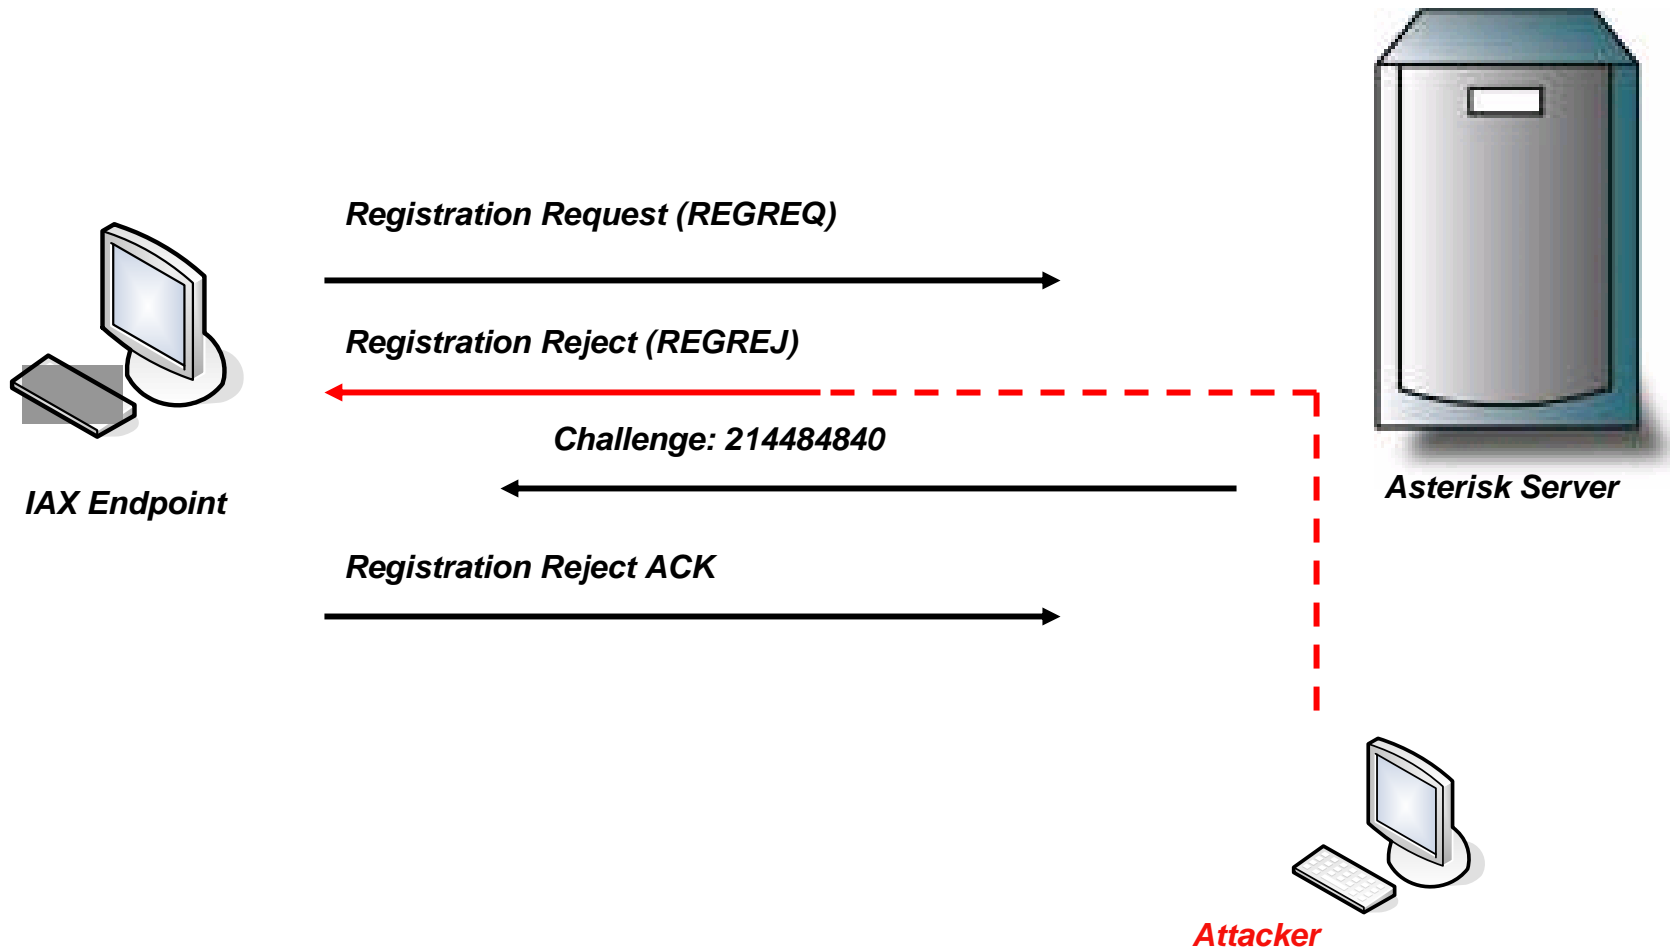 Registration Request (REGREQ)
Registration Reject (REGREJ)
Challenge: 214484840
IAX Endpoint
Asterisk Server
Registration Reject ACK
Attacker